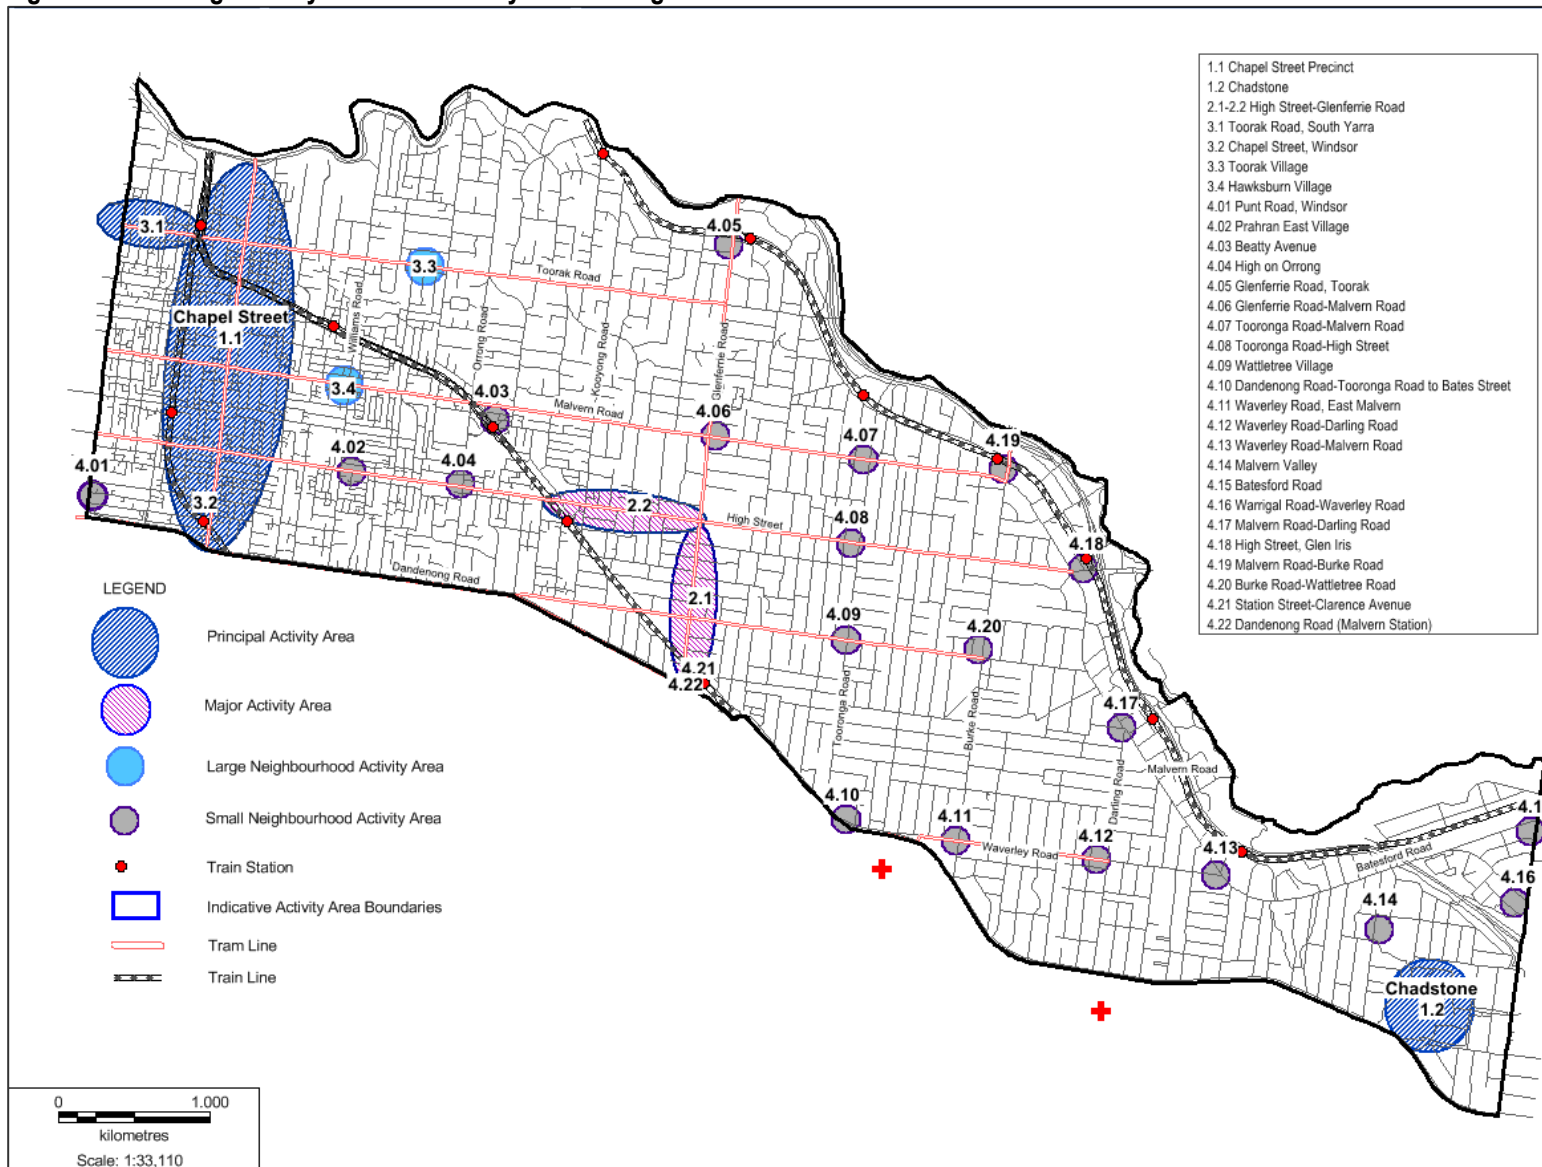 1.1 Chapel Street Precinct
1.2 Chadstone
2.1-2.2 High Street-Glenferrie Road
3.1 Toorak Road, South Yarra
3.2 Chapel Street, Windsor
3.3 Toorak Village
3.4 Hawksburn Village
4.01 Punt Road, Windsor
4.02 Prahran East Village
4.03 Beatty Avenue
4.04 High on Orrong
4.05 Glenferrie Road, Toorak
4.06 Glenferrie Road-Malvern Road
4.07 Tooronga Road-Malvern Road
4.08 Tooronga Road-High Street
4.09 Wattletree Village
4.10 Dandenong Road-Tooronga Road to Bates Street
4.11 Waverley Road, East Malvern
4.12 Waverley Road-Darling Road
4.13 Waverley Road-Malvern Road
4.14 Malvern Valley
4.15 Batesford Road
4.16 Warrigal Road-Waverley Road
4.17 Malvern Road-Darling Road
4.18 High Street, Glen Iris
4.19 Malvern Road-Burke Road
4.20 Burke Road-Wattletree Road
4.21 Station Street-Clarence Avenue
4.22 Dandenong Road (Malvern Station)
3.1
4.05
3.3
Toorak Road
Chapel Street
1.1
Williams Road
Orrong Road
Kooyong Road
Glenferrie Road
3.4
4.03
Malvern Road
4.06
4.07
4.19
4.01
4.02
4.04
3.2
2.2
High Street
4.08
4.18
Dandenong Road
2.1
4.09
4.20
4.21
4.22
Tooronga Road
Burke Road
4.17
Malvern Road
Darling Road
4.10
4.11
Waverley Road
4.12
4.13
Batesford Road
4.1
4.16
4.14
Chadstone
1.2
LEGEND
Principal Activity Area
Major Activity Area
Large Neighbourhood Activity Area
Small Neighbourhood Activity Area
Train Station
Indicative Activity Area Boundaries
Tram Line
Train Line
0 1.000
kilometres
Scale: 1:33,110